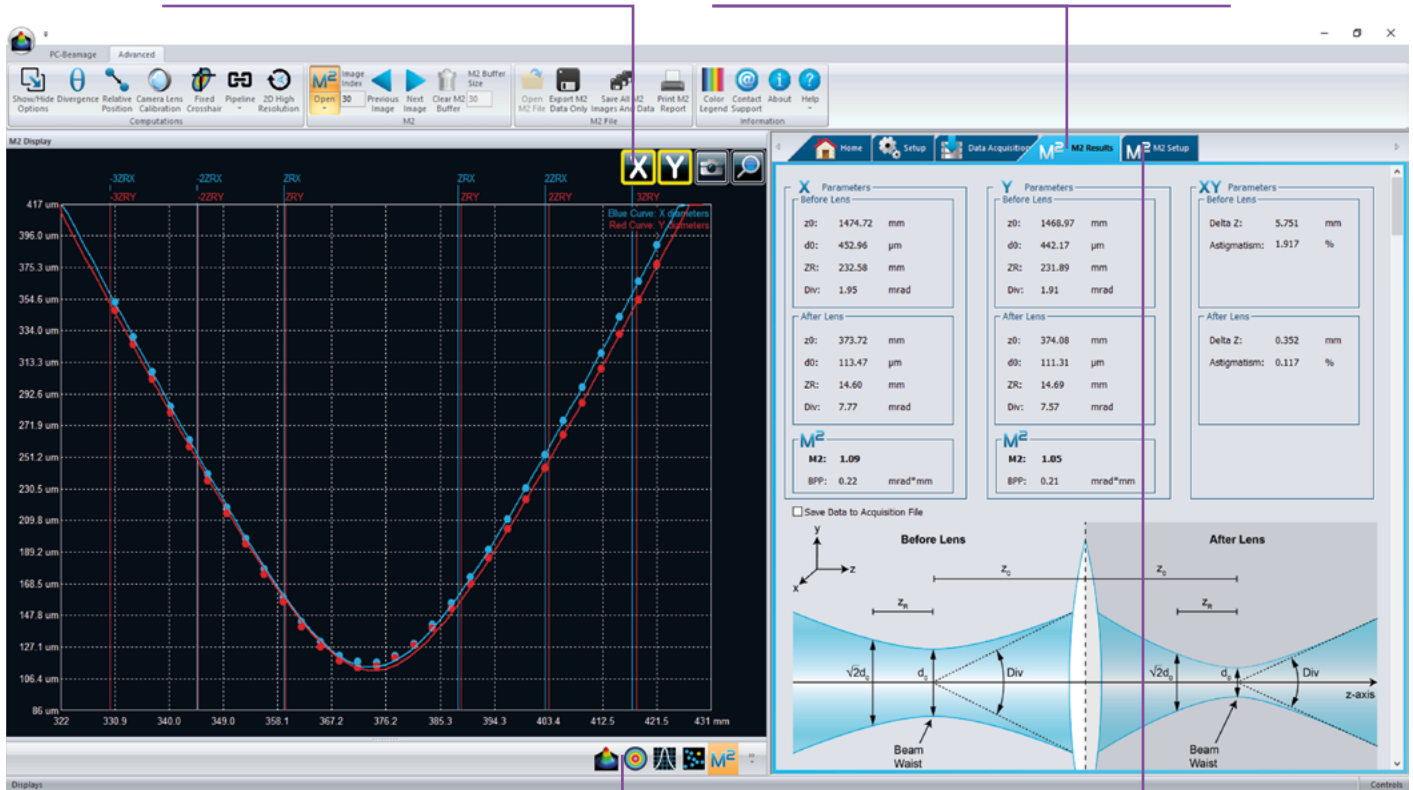 PC-Beamage Advanced
Show/Hide Options
Divergence
Relative Position
Camera Lens Calibration
Fixed Crosshair
Pipeline
2D High Resolution
Computations
M2
Open
Image Index
30
Previous Image
Next Image
Clear M2 Buffer
M2 Buffer Size
30
M2
Open M2 File
Export M2 Data Only
Save All M2 Images And Data
Print M2 Report
M2 File
Color Legend
Contact Support
About
Help
Information
M2 Display
X Y
-3ZRX -2ZRX ZRX ZRX 2ZRX
-3ZRY -2ZRY ZRY ZRY 2ZRY 3ZRY
Blue Curve: X diameters
Red Curve: Y diameters
417 um
396.0 um
375.3 um
354.6 um
334.0 um
313.3 um
292.6 um
271.9 um
251.2 um
230.5 um
209.8 um
189.2 um
168.5 um
147.8 um
127.1 um
106.4 um
86 um
322 330.9 340.0 349.0 358.1 367.2 376.2 385.3 394.3 403.4 412.5 421.5 431 mm
M2
Displays
Home Setup Data Acquisition M2 M2 Results M2 M2 Setup
X Parameters
Before Lens
z0: 1474.72 mm
d0: 452.96 µm
ZR: 232.58 mm
Div: 1.95 mrad
After Lens
z0: 373.72 mm
d0: 113.47 µm
ZR: 14.60 mm
Div: 7.77 mrad
M2
M2: 1.09
BPP: 0.22 mrad*mm
Y Parameters
Before Lens
z0: 1468.97 mm
d0: 442.17 µm
ZR: 231.89 mm
Div: 1.91 mrad
After Lens
z0: 374.08 mm
d0: 111.31 µm
ZR: 14.69 mm
Div: 7.57 mrad
M2
M2: 1.05
BPP: 0.21 mrad*mm
XY Parameters
Before Lens
Delta Z: 5.751 mm
Astigmatism: 1.917 %
After Lens
Delta Z: 0.352 mm
Astigmatism: 0.117 %
Save Data to Acquisition File
y
z
x
Before Lens After Lens
z0 z0
zR zR
√2d0 d0 Div √2d0 d0 Div
z-axis
Beam Waist
Beam Waist
Controls